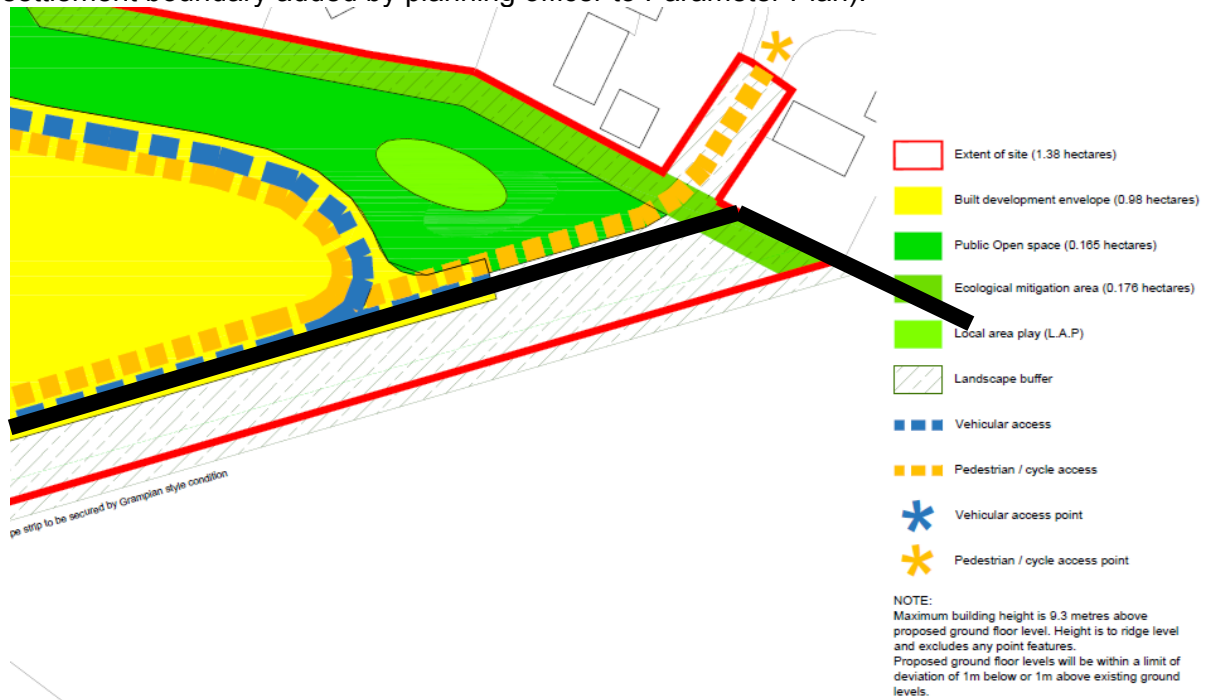 settlement boundary added by planning officer to Parameter Plan).
Extent of site (1.38 hectares)
Built development envelope (0.98 hectares)
Public Open space (0.165 hectares)
Ecological mitigation area (0.176 hectares)
Local area play (L.A.P)
Landscape buffer
Vehicular access
Pedestrian / cycle access
Vehicular access point
Pedestrian / cycle access point
NOTE:
Maximum building height is 9.3 metres above
proposed ground floor level. Height is to ridge level
and excludes any point features.
Proposed ground floor levels will be within a limit of
deviation of 1m below or 1m above existing ground
levels.
pe strip to be secured by Grampian style condition